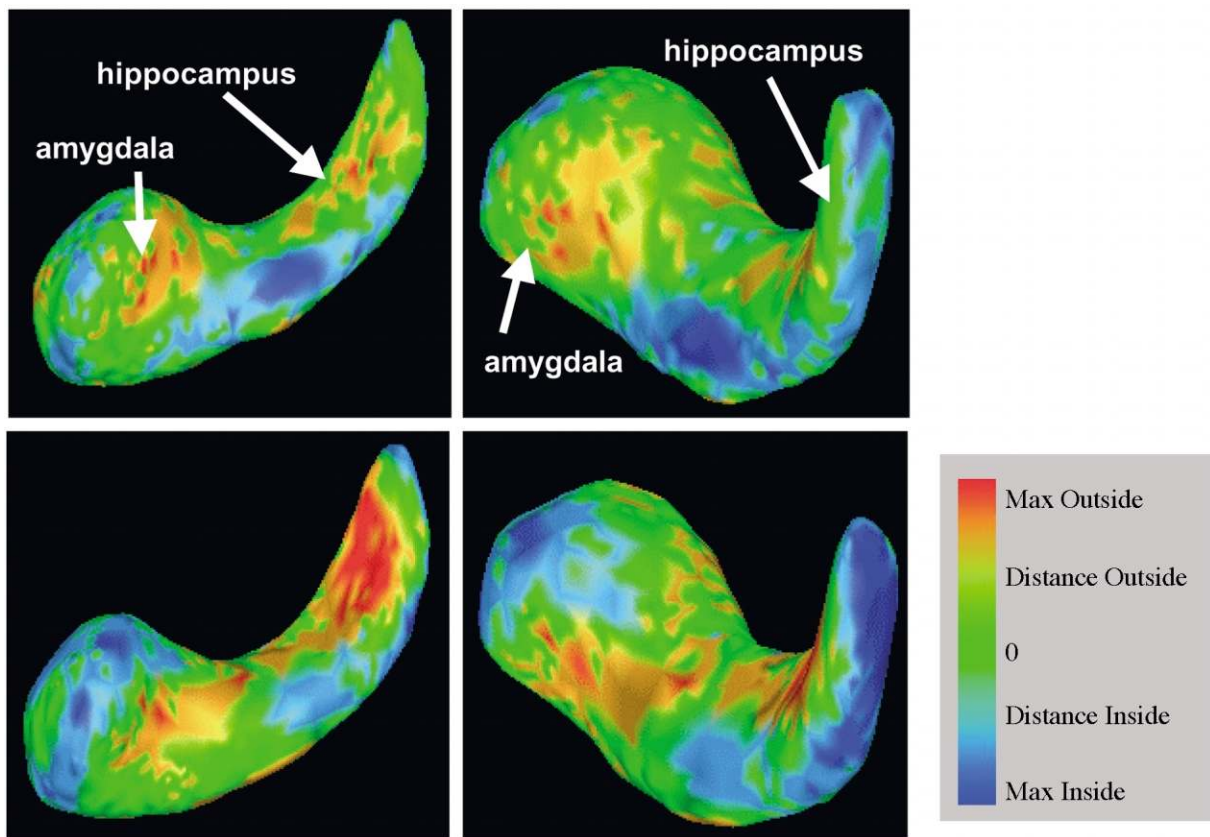 hippocampus
amygdala
hippocampus
amygdala
Max Outside
Distance Outside
0
Distance Inside
Max Inside